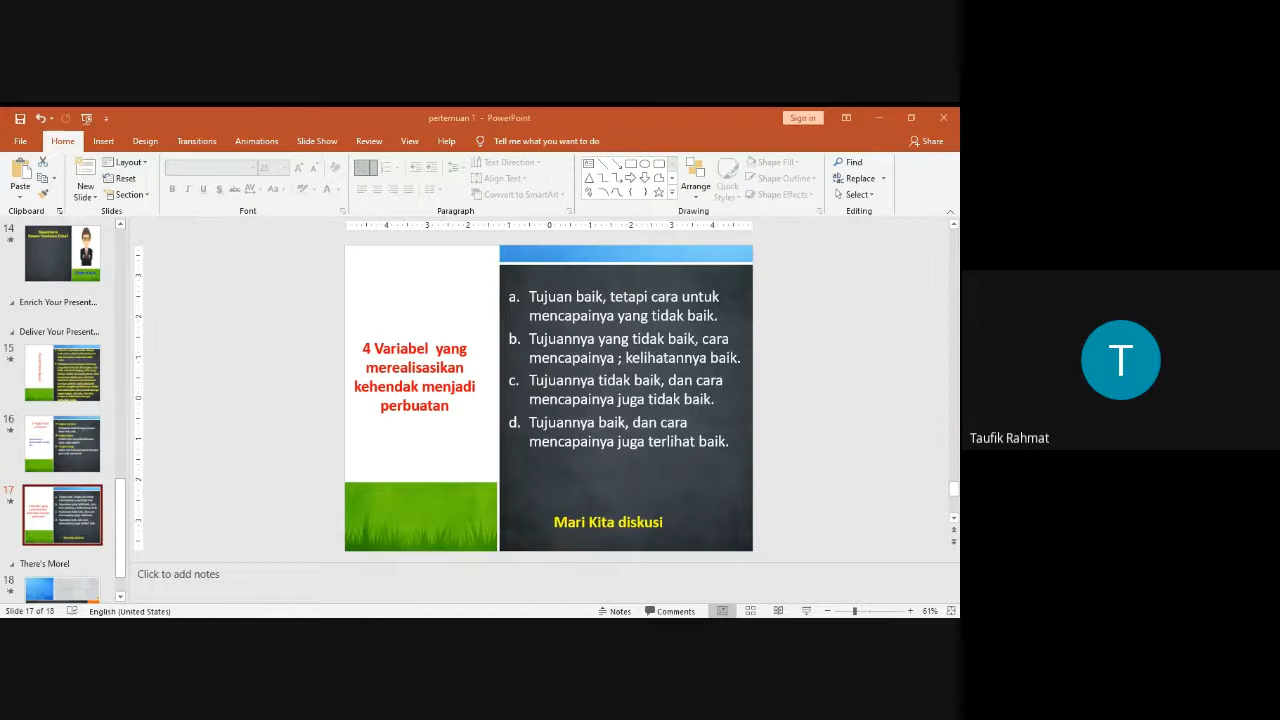 pertemuan 1 - PowerPoint
Sign in
File Home Insert Design Transitions Animations Slide Show Review View Help Tell me what you want to do
Share
Paste
New Slide
Layout
Reset
Section
Text Direction
Align Text
Convert to SmartArt
Arrange
Quick Styles
Shape Fill
Shape Outline
Shape Effects
Find
Replace
Select
Clipboard Slides Font Paragraph Drawing Editing
14
Enrich Your Present...
Deliver Your Present...
15
16
17
There's More!
18
4 Variabel yang
merealisasikan
kehendak menjadi
perbuatan
a. Tujuan baik, tetapi cara untuk
mencapainya yang tidak baik.
b. Tujuannya yang tidak baik, cara
mencapainya ; kelihatannya baik.
c. Tujuannya tidak baik, dan cara
mencapainya juga tidak baik.
d. Tujuannya baik, dan cara
mencapainya juga terlihat baik.
Mari Kita diskusi
Click to add notes
Slide 17 of 18 English (United States) Notes Comments 61%
T
Taufik Rahmat